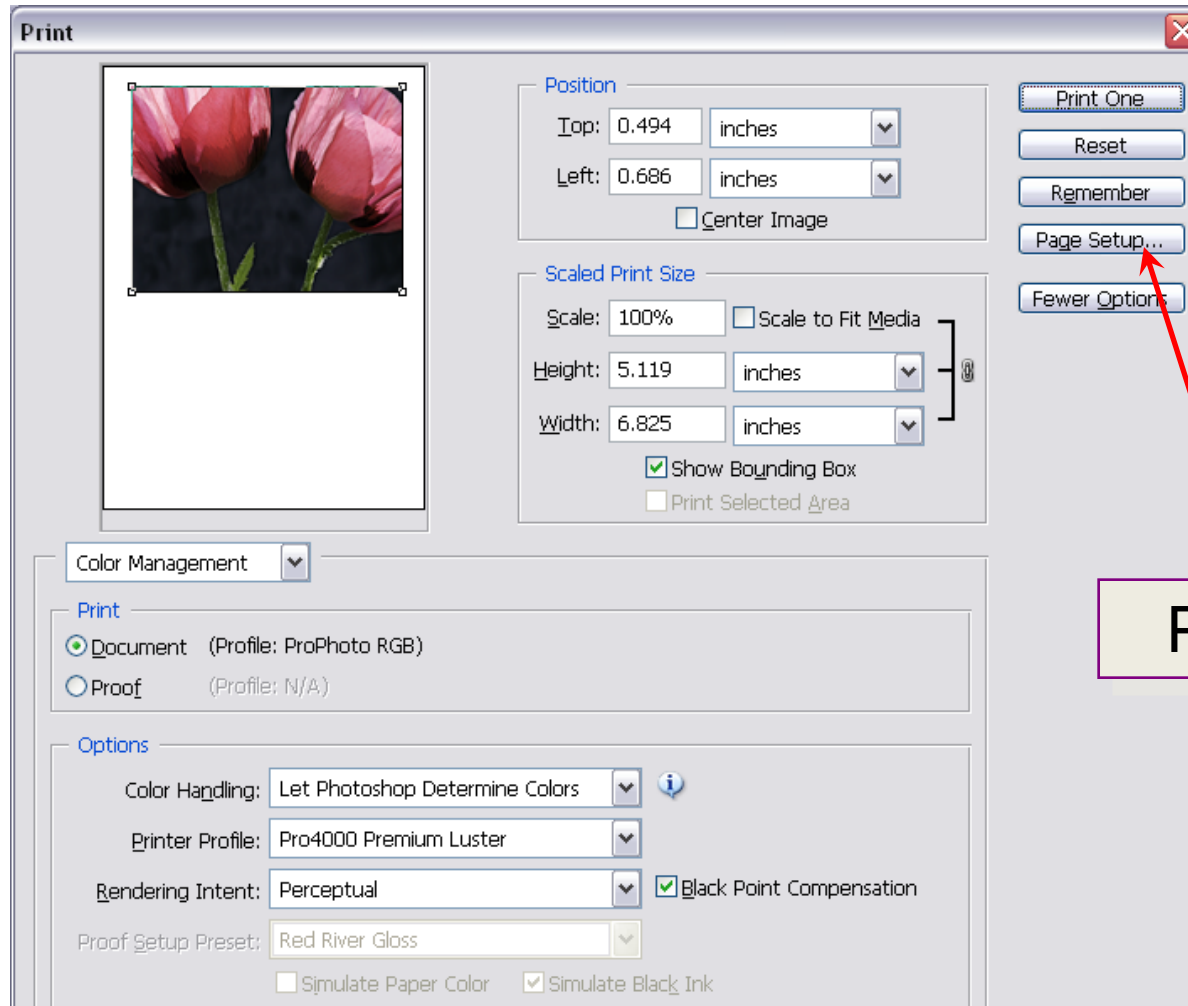 Print
Position
Top: 0.494 inches
Left: 0.686 inches
Center Image
Print One
Reset
Remember
Page Setup...
Fewer Options
Scaled Print Size
Scale: 100% Scale to Fit Media
Height: 5.119 inches
Width: 6.825 inches
Show Bounding Box
Print Selected Area
Color Management
Print
Document (Profile: ProPhoto RGB)
Proof (Profile: N/A)
Options
Color Handling: Let Photoshop Determine Colors
Printer Profile: Pro4000 Premium Luster
Rendering Intent: Perceptual Black Point Compensation
Proof Setup Preset: Red River Gloss
Simulate Paper Color Simulate Black Ink